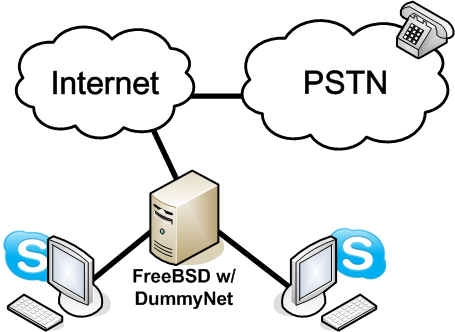 Internet
PSTN
S
S
FreeBSD w/
DummyNet